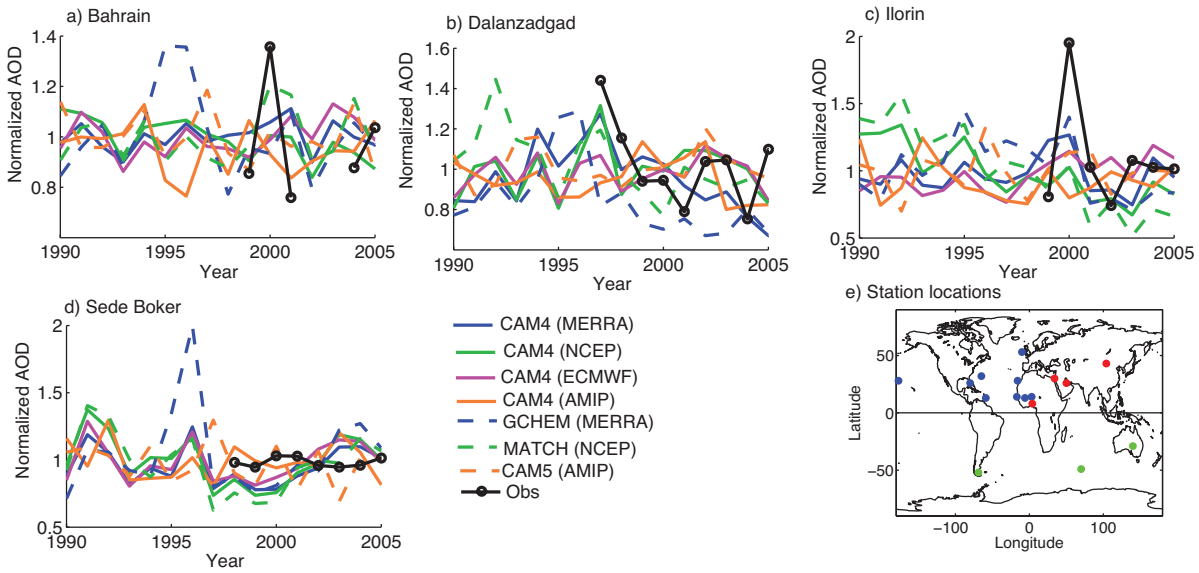 a) Bahrain
Normalized AOD
1.4
1.2
1
0.8
1990
1995
2000
2005
Year
b) Dalanzadgad
Normalized AOD
1.6
1.4
1.2
1.0
0.8
1990
1995
2000
2005
Year
c) Ilorin
Normalized AOD
2
1.5
1
0.5
1990
1995
2000
2005
Year
d) Sede Boker
Normalized AOD
2
1.5
1
0.5
1990
1995
2000
2005
Year
CAM4 (MERRA)
CAM4 (NCEP)
CAM4 (ECMWF)
CAM4 (AMIP)
GCHEM (MERRA)
MATCH (NCEP)
CAM5 (AMIP)
Obs
e) Station locations
Latitude
50
0
−50
−100
0
100
Longitude